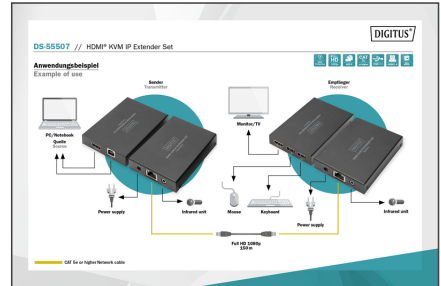 DIGITUS®
DS-55507 // HDMI® KVM IP Extender Set
Anwendungsbeispiel
Example of use
Sender
Transmitter
Empfänger
Receiver
PC/Notebook
Quelle
Source
Monitor/TV
DIGITUS
DIGITUS
Power supply
Infrared unit
Mouse
Keyboard
Power supply
Infrared unit
Full HD 1080p
150 m
CAT 5e or higher Network cable